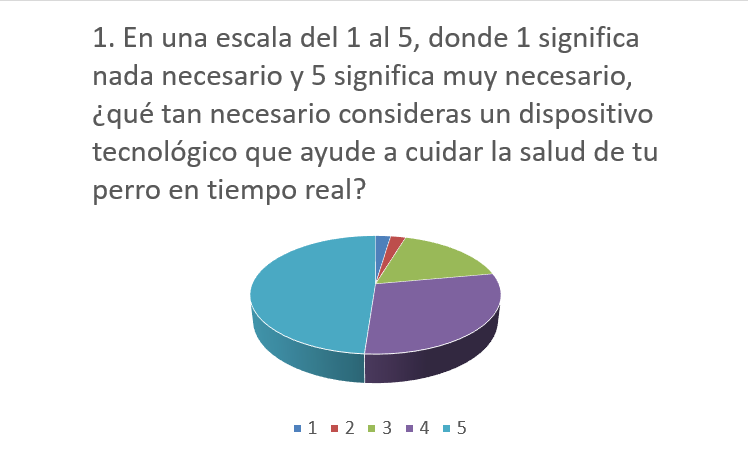 1. En una escala del 1 al 5, donde 1 significa
nada necesario y 5 significa muy necesario,
¿qué tan necesario consideras un dispositivo
tecnológico que ayude a cuidar la salud de tu
perro en tiempo real?
1 2 3 4 5